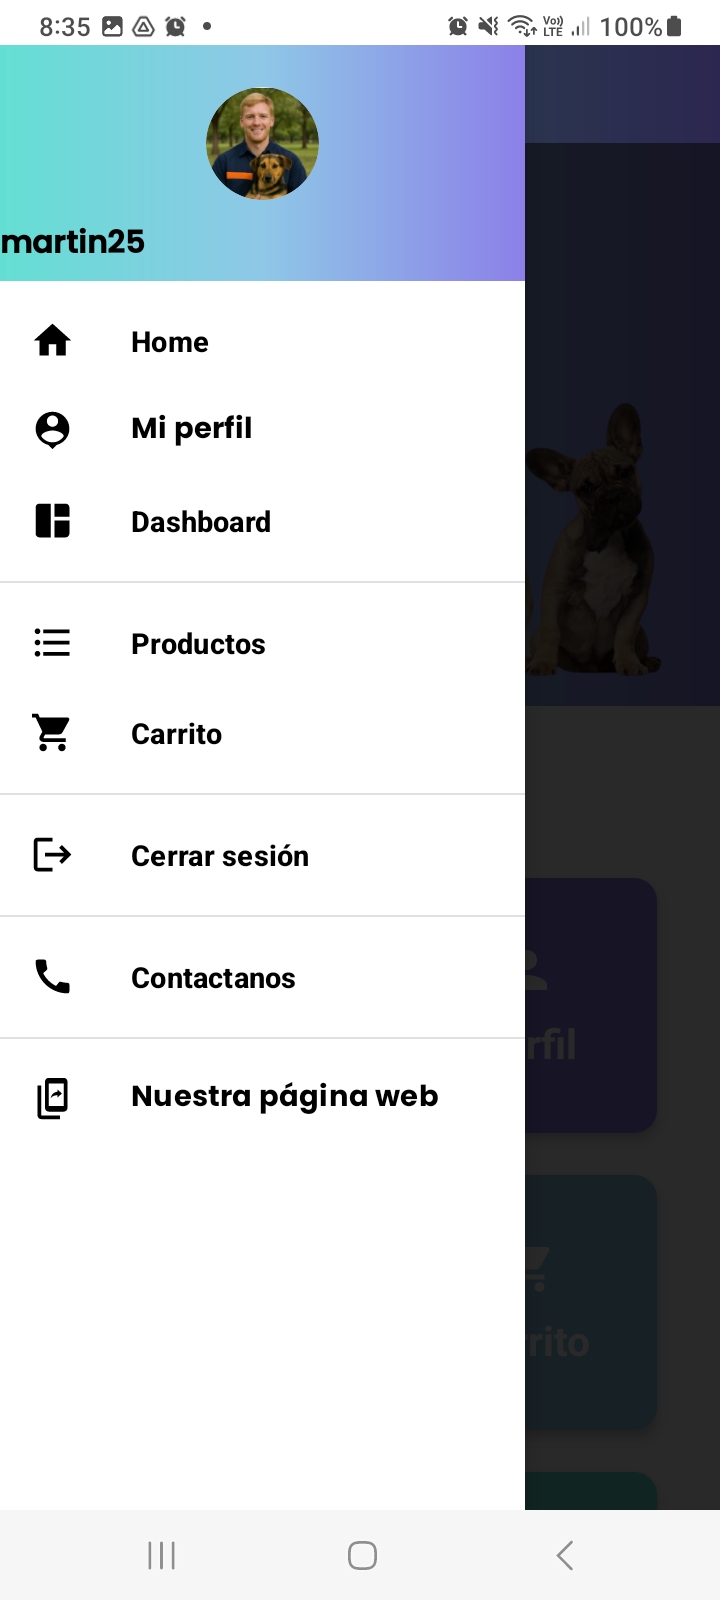 8:35 Vo)) LTE 100%
martin25
Home
Mi perfil
Dashboard
Productos
Carrito
Cerrar sesión
Contactanos
rfil
Nuestra página web
rrito